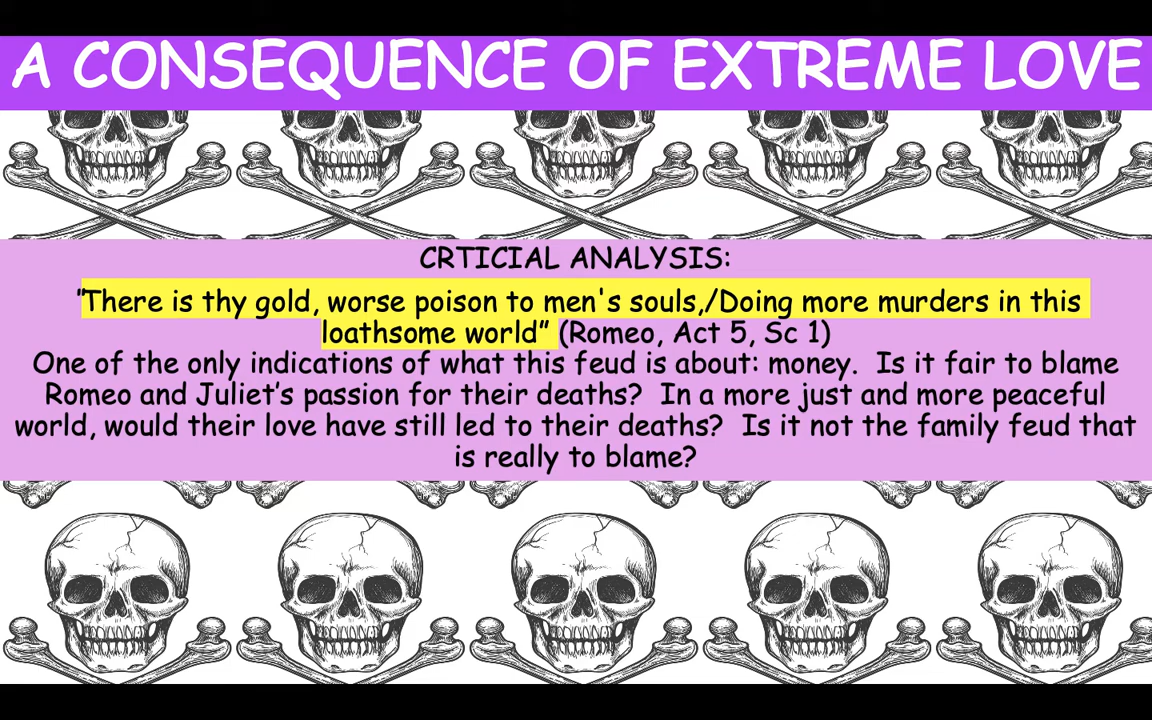 A CONSEQUENCE OF EXTREME LOVE
CRTICIAL ANALYSIS:
"There is thy gold, worse poison to men's souls,/Doing more murders in this
loathsome world” (Romeo, Act 5, Sc 1)
One of the only indications of what this feud is about: money.  Is it fair to blame
Romeo and Juliet’s passion for their deaths?  In a more just and more peaceful
world, would their love have still led to their deaths?  Is it not the family feud that
is really to blame?